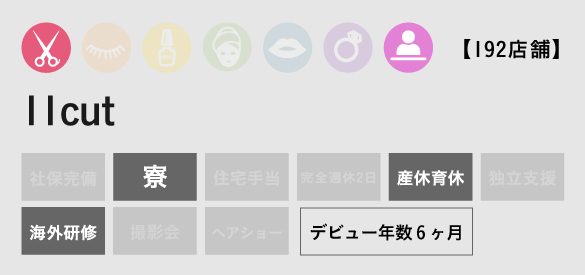 【192店舗】
11cut
社保完備 寮 住宅手当 完全週休2日 産休育休 独立支援
海外研修 撮影会 ヘアショー デビュー年数6ヶ月